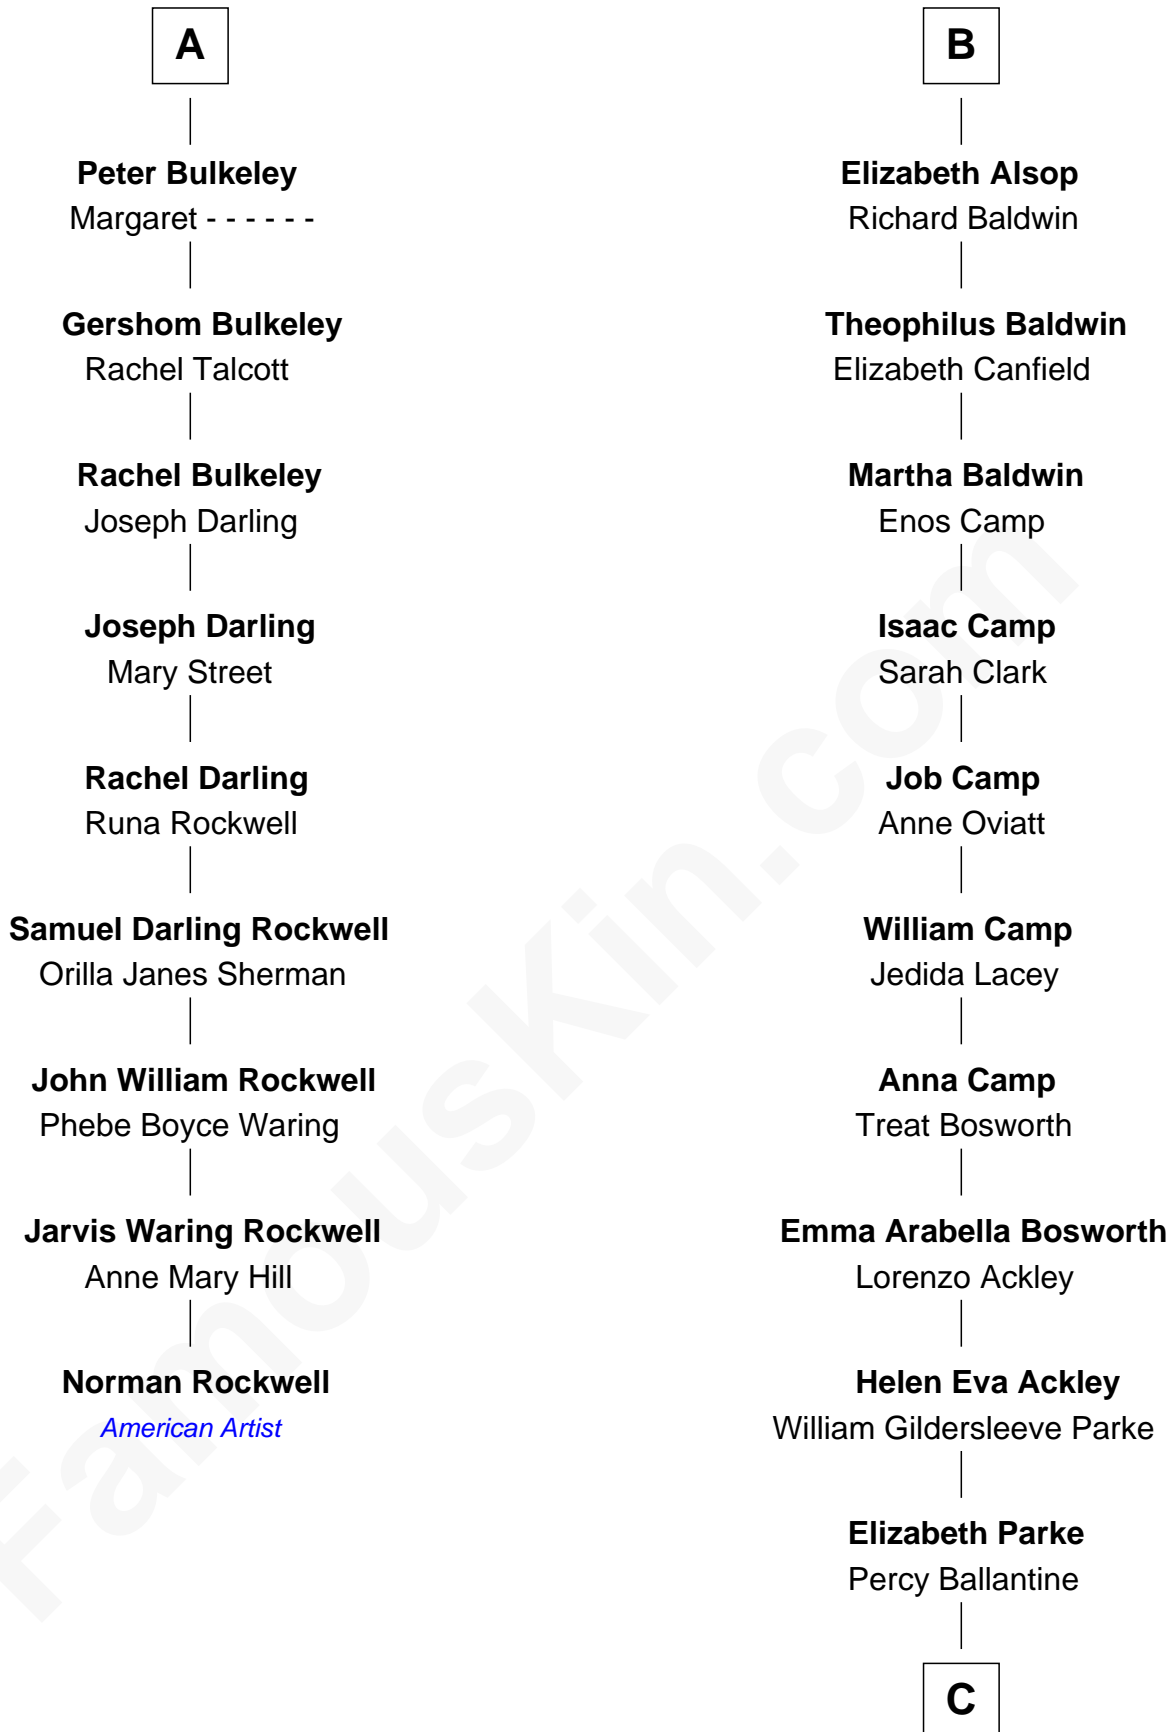 A
Peter Bulkeley
Margaret - - - - - -
Gershom Bulkeley
Rachel Talcott
Rachel Bulkeley
Joseph Darling
Joseph Darling
Mary Street
Rachel Darling
Runa Rockwell
Samuel Darling Rockwell
Orilla Janes Sherman
John William Rockwell
Phebe Boyce Waring
Jarvis Waring Rockwell
Anne Mary Hill
Norman Rockwell
American Artist
B
Elizabeth Alsop
Richard Baldwin
Theophilus Baldwin
Elizabeth Canfield
Martha Baldwin
Enos Camp
Isaac Camp
Sarah Clark
Job Camp
Anne Oviatt
William Camp
Jedida Lacey
Anna Camp
Treat Bosworth
Emma Arabella Bosworth
Lorenzo Ackley
Helen Eva Ackley
William Gildersleeve Parke
Elizabeth Parke
Percy Ballantine
C
FamousKin.com